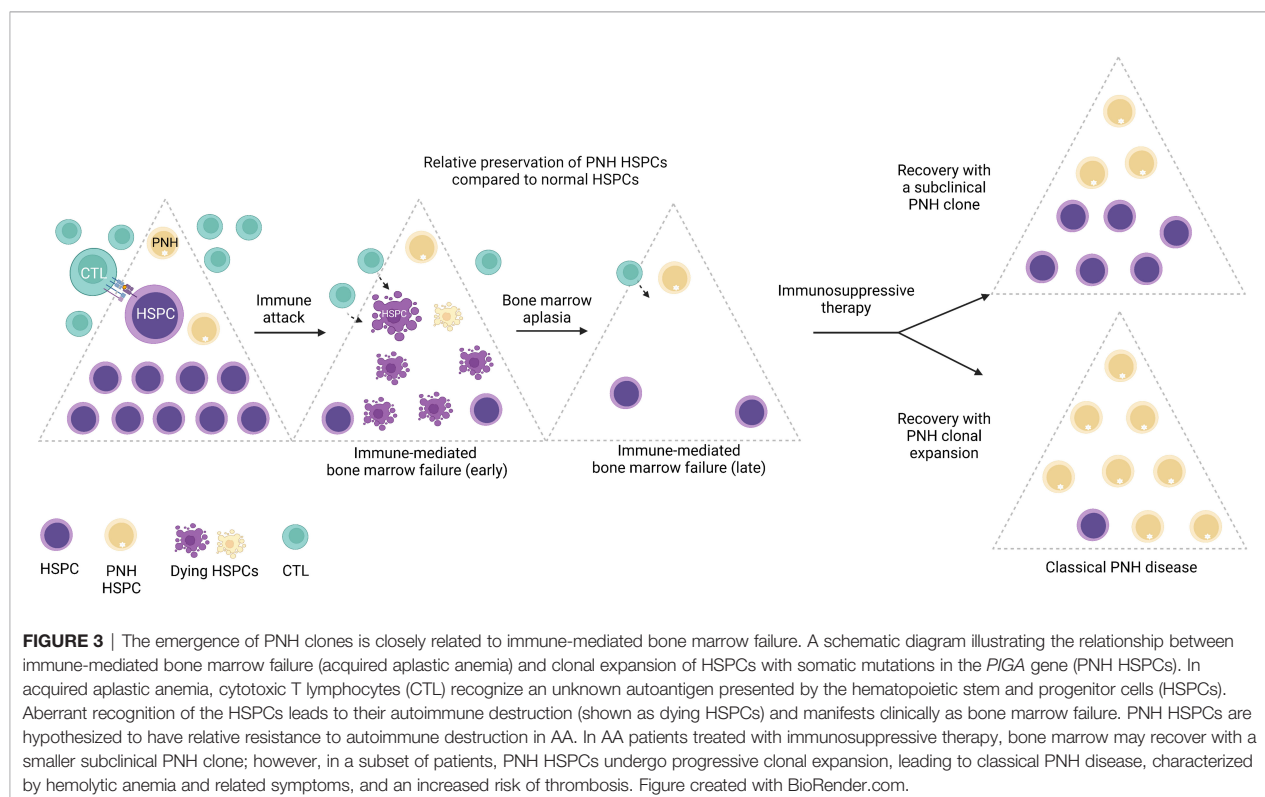 Relative preservation of PNH HSPCs
compared to normal HSPCs
Recovery with
a subclinical
PNH clone
PNH
CTL
HSPC
Immune
attack
HSPC
Bone marrow
aplasia
Immunosuppressive
therapy
Immune-mediated
bone marrow failure (early)
Immune-mediated
bone marrow failure (late)
Recovery with
PNH clonal
expansion
Classical PNH disease
HSPC
PNH
HSPC
Dying HSPCs
CTL
FIGURE 3 | The emergence of PNH clones is closely related to immune-mediated bone marrow failure. A schematic diagram illustrating the relationship between
immune-mediated bone marrow failure (acquired aplastic anemia) and clonal expansion of HSPCs with somatic mutations in the PIGA gene (PNH HSPCs). In
acquired aplastic anemia, cytotoxic T lymphocytes (CTL) recognize an unknown autoantigen presented by the hematopoietic stem and progenitor cells (HSPCs).
Aberrant recognition of the HSPCs leads to their autoimmune destruction (shown as dying HSPCs) and manifests clinically as bone marrow failure. PNH HSPCs are
hypothesized to have relative resistance to autoimmune destruction in AA. In AA patients treated with immunosuppressive therapy, bone marrow may recover with a
smaller subclinical PNH clone; however, in a subset of patients, PNH HSPCs undergo progressive clonal expansion, leading to classical PNH disease, characterized
by hemolytic anemia and related symptoms, and an increased risk of thrombosis. Figure created with BioRender.com.